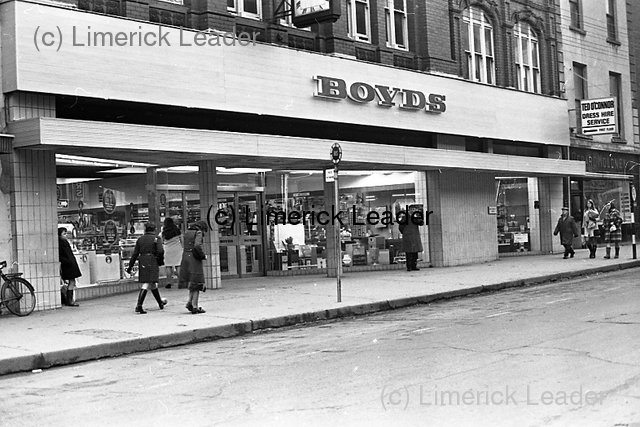 (c) Limerick Leader
BOYDS
TED O'CONNOR
DRESS HIRE
SERVICE
(c) Limerick Leader
(c) Limerick Leader